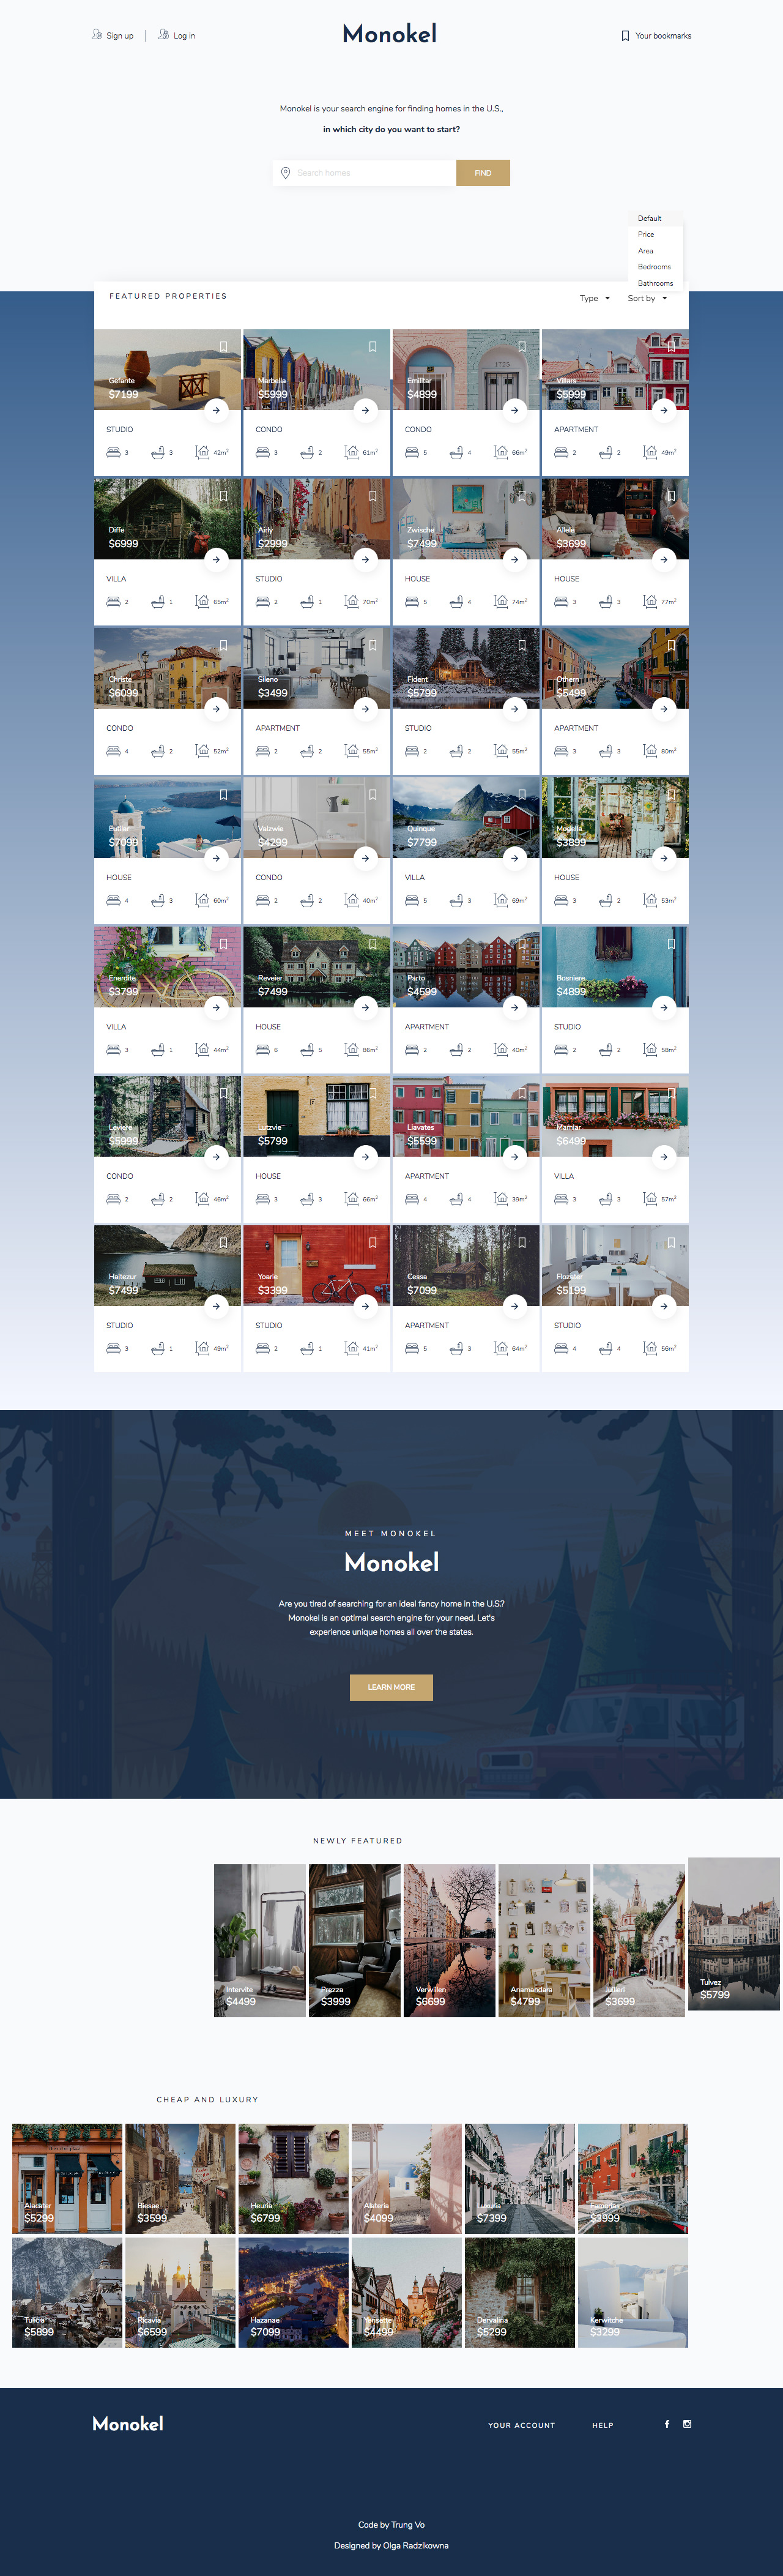 Sign up
Log in
Monokel
Your bookmarks
Monokel is your search engine for finding homes in the U.S.,
in which city do you want to start?
Search homes
FIND
Default
Price
Area
Bedrooms
Bathrooms
FEATURED PROPERTIES
Type
Sort by
Gefante
$7199
STUDIO
3 3 42m²
Marbella
$5999
CONDO
3 2 61m²
Emilitar
$4899
1723
CONDO
5 4 66m²
Villars
$5999
APARTMENT
2 2 49m²
Diffe
$6999
VILLA
2 1 65m²
Airly
$2999
STUDIO
2 1 70m²
Zwische
$7499
HOUSE
5 4 74m²
Allele
$3699
HOUSE
3 3 77m²
Christe
$6099
CONDO
4 2 52m²
Sileno
$3499
APARTMENT
2 2 55m²
Fident
$5799
STUDIO
2 2 55m²
Othern
$5499
APARTMENT
3 3 80m²
$7099
HOUSE
4 3 60m²
Valzwie
$4299
CONDO
2 2 40m²
Quinque
$7799
VILLA
5 3 69m²
Modella
$3899
HOUSE
3 2 53m²
Enerdite
$3799
VILLA
3 1 44m²
Reveier
$7499
HOUSE
6 5 86m²
Parto
$4599
APARTMENT
2 2 40m²
Bosniere
$4899
STUDIO
2 2 58m²
Leviere
$5999
CONDO
2 2 46m²
Lutzvie
$5799
HOUSE
3 3 66m²
Liavates
$5599
APARTMENT
4 4 39m²
Mamlar
$6499
VILLA
3 3 57m²
Haitezur
$7499
STUDIO
3 1 49m²
Yoarie
$3399
STUDIO
2 1 41m²
Cessa
$7099
APARTMENT
5 3 64m²
Florster
$5199
STUDIO
4 4 56m²
MEET MONOKEL
Monokel
Are you tired of searching for an ideal fancy home in the U.S.?
Monokel is an optimal search engine for your need. Let's
experience unique homes all over the states.
LEARN MORE
NEWLY FEATURED
Intervite
$4499
Prezza
$3999
Verwillen
$6699
Anamandara
$4799
Jullieri
$3699
Tulvez
$5799
CHEAP AND LUXURY
Alacater
$5299
Biesae
$3599
Heuria
$6799
Alateria
$4099
Luxuria
$7399
Famenas
$3999
Tulicia
$5899
Ricavia
$6599
Hazanae
$7099
Yensette
$4499
Dervalina
$5299
Kerwitche
$3299
Monokel
YOUR ACCOUNT
HELP
Code by Trung Vo
Designed by Olga Radzikowna